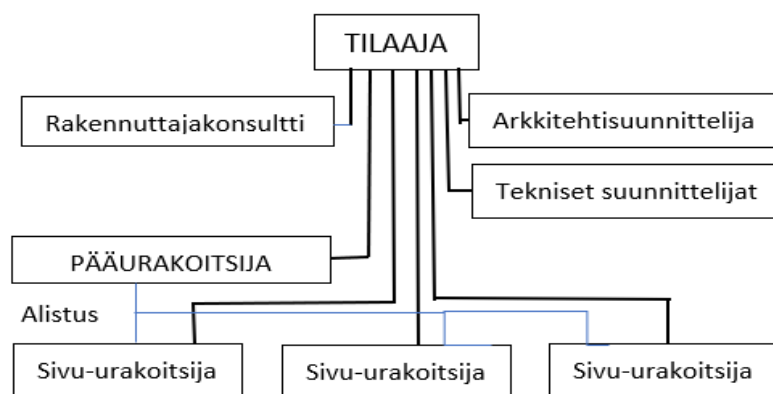 TILAAJA
Rakennuttajakonsultti
Arkkitehtisuunnittelija
Tekniset suunnittelijat
PÄÄURAKOITSIJA
Alistus
Sivu-urakoitsija
Sivu-urakoitsija
Sivu-urakoitsija